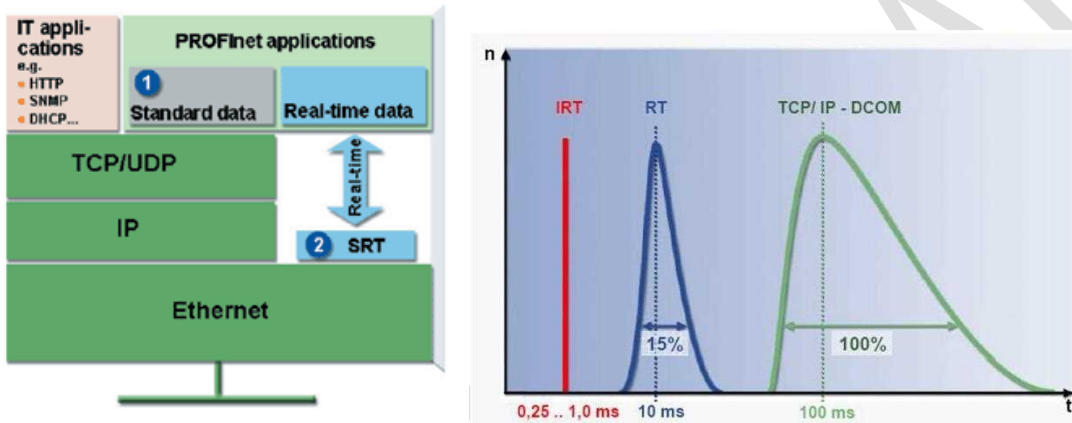 IT appli-
cations
e.g.
• HTTP
• SNMP
• DHCP...
PROFInet applications
1
Standard data
Real-time data
TCP/UDP
Real-time
IP
2 SRT
Ethernet
n
IRT
RT
TCP/ IP - DCOM
15%
100%
0,25 .. 1,0 ms
10 ms
100 ms
t